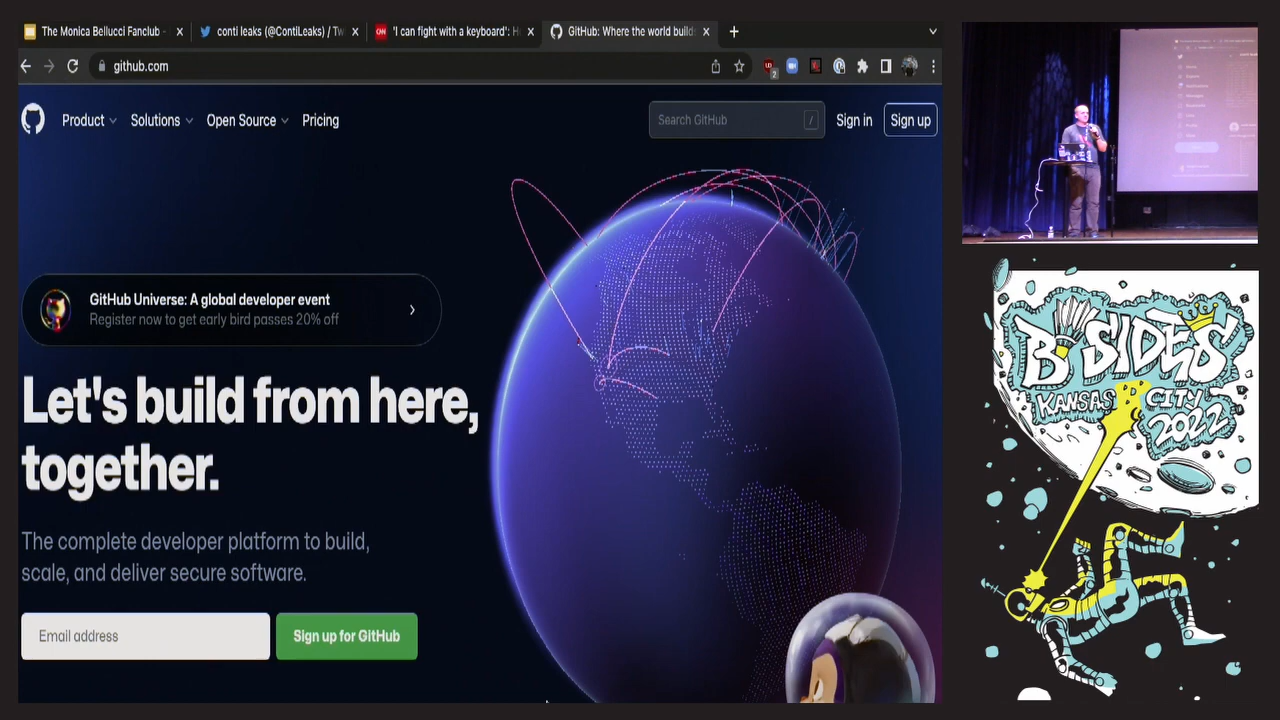 The Monica Bellucci Fanclub -
conti leaks (@ContiLeaks) / Tw
CNN
'I can fight with a keyboard': H
GitHub: Where the world build
github.com
2
Product
Solutions
Open Source
Pricing
Search GitHub
/
Sign in
Sign up
GitHub Universe: A global developer event
Register now to get early bird passes 20% off
Let's build from here,
together.
The complete developer platform to build,
scale, and deliver secure software.
Email address
Sign up for GitHub
BSIDES
KANSAS CITY
2022